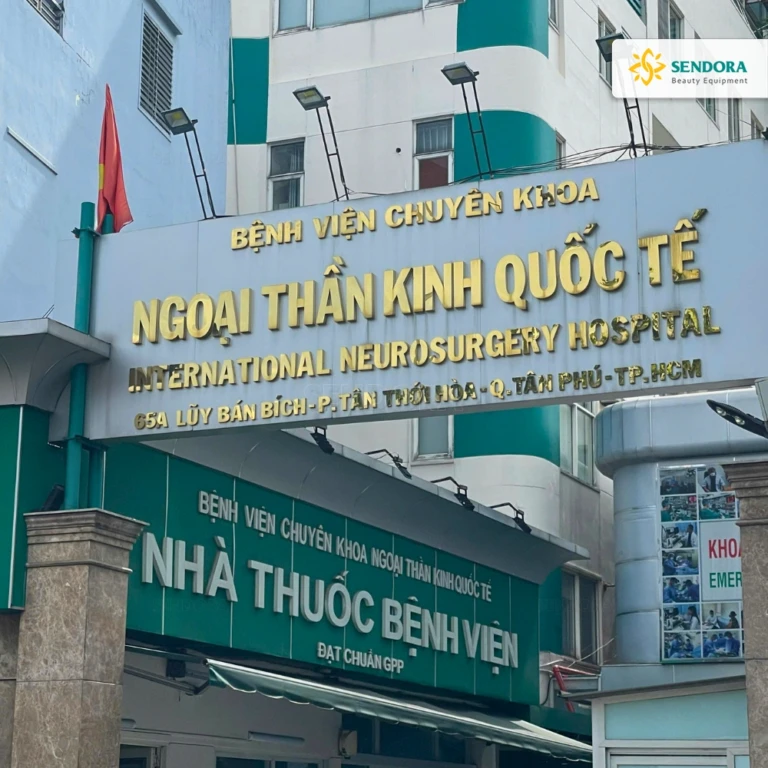 SENDORA
Beauty Equipment
BỆNH VIỆN CHUYÊN KHOA
NGOẠI THẦN KINH QUỐC TẾ
INTERNATIONAL NEUROSURGERY HOSPITAL
65A LŨY BÁN BÍCH-P.TÂN THỚI HÒA-Q.TÂN PHÚ-TP.HCM
BỆNH VIỆN CHUYÊN KHOA NGOẠI THẦN KINH QUỐC TẾ
NHÀ THUỐC BỆNH VIỆN
ĐẠT CHUẨN GPP